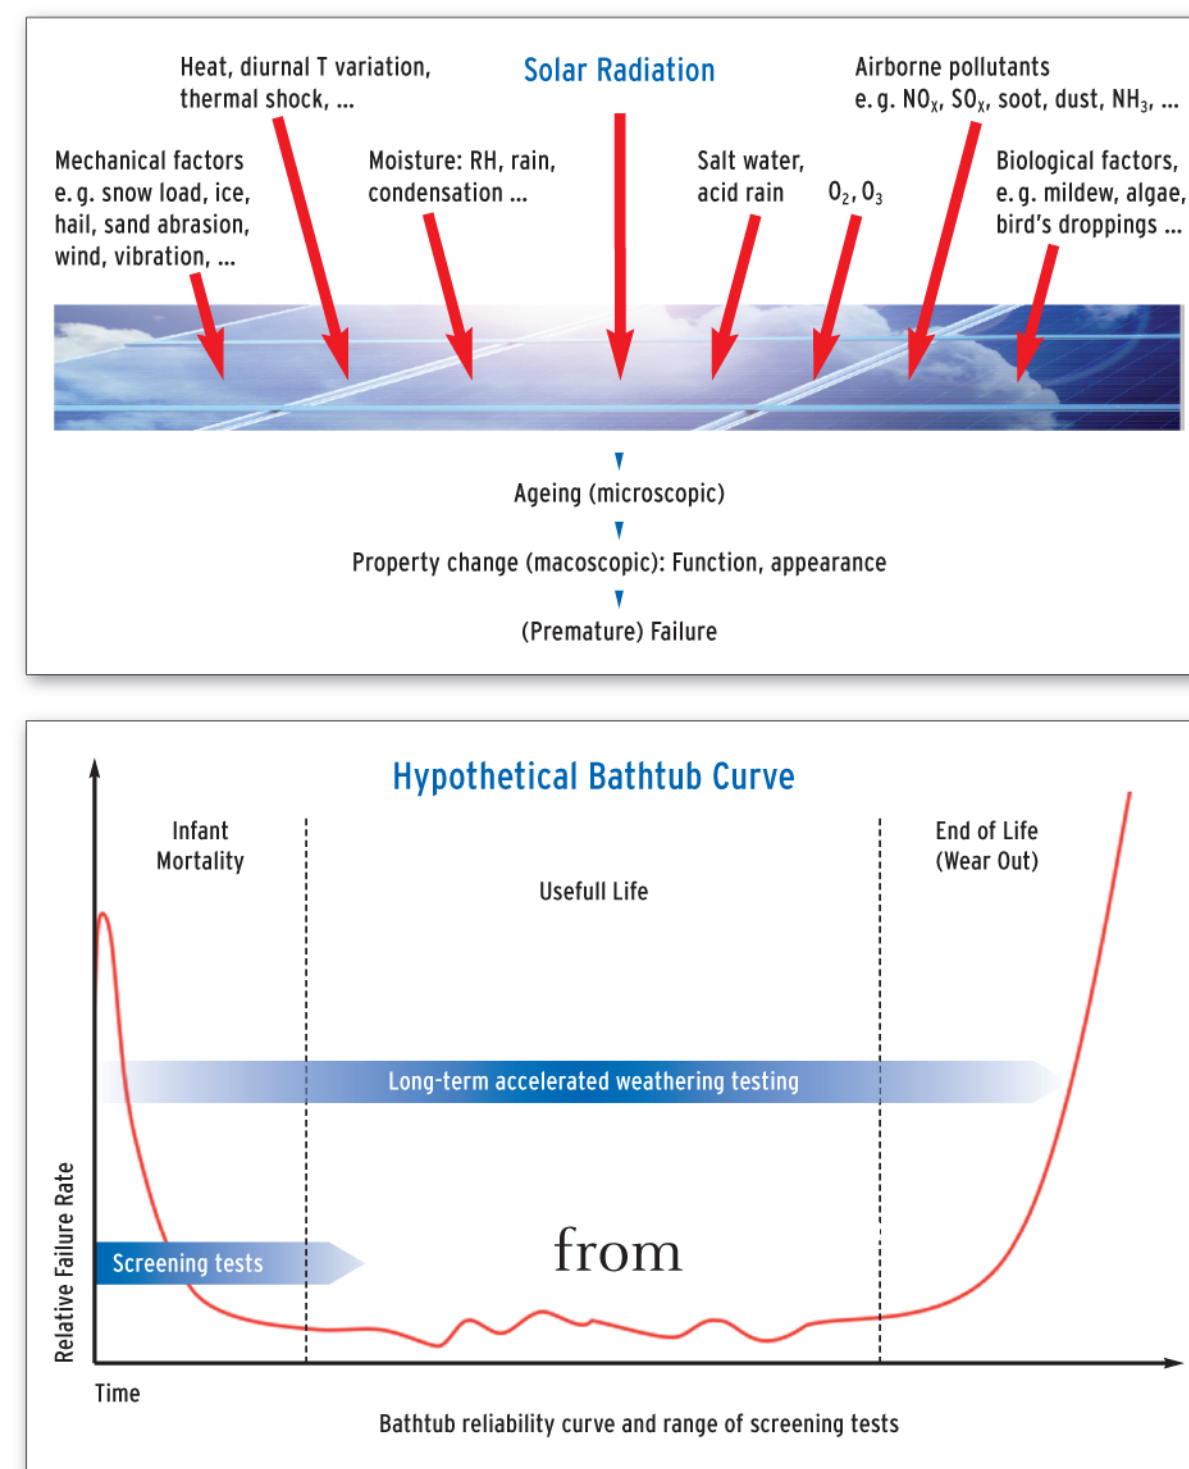 Heat, diurnal T variation,
thermal shock, ...
Solar Radiation
Airborne pollutants
e. g. NOₓ, SOₓ, soot, dust, NH₃, ...
Mechanical factors
e. g. snow load, ice,
hail, sand abrasion,
wind, vibration, ...
Moisture: RH, rain,
condensation ...
Salt water,
acid rain
O₂, O₃
Biological factors,
e. g. mildew, algae,
bird's droppings ...
Ageing (microscopic)
Property change (macoscopic): Function, appearance
(Premature) Failure
Hypothetical Bathtub Curve
Infant
Mortality
Usefull Life
End of Life
(Wear Out)
Long-term accelerated weathering testing
Relative Failure Rate
Screening tests
from
Time
Bathtub reliability curve and range of screening tests